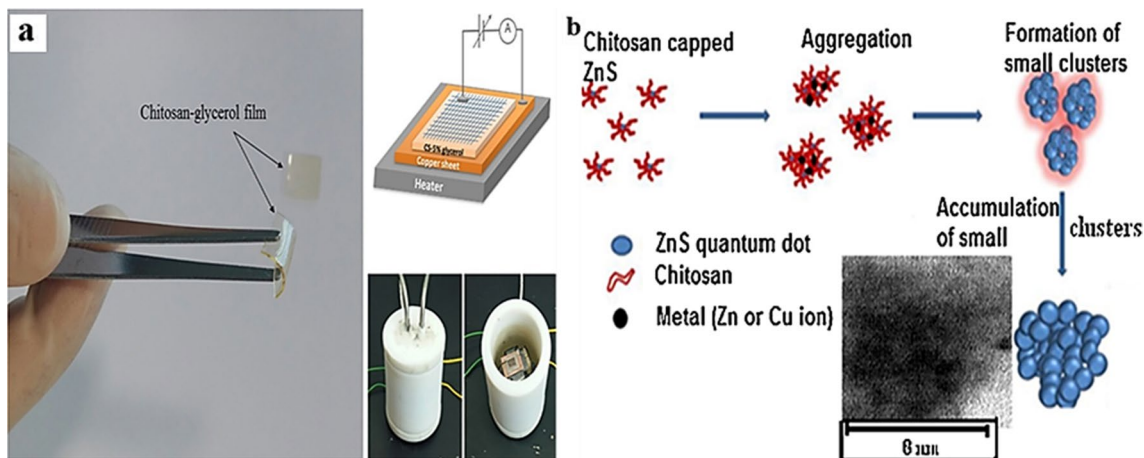 a
Chitosan-glycerol film
A
CS-5% glycerol
Copper sheet
Heater
b
Chitosan capped
ZnS
Aggregation
Formation of
small clusters
Accumulation
of small
clusters
ZnS quantum dot
Chitosan
Metal (Zn or Cu ion)